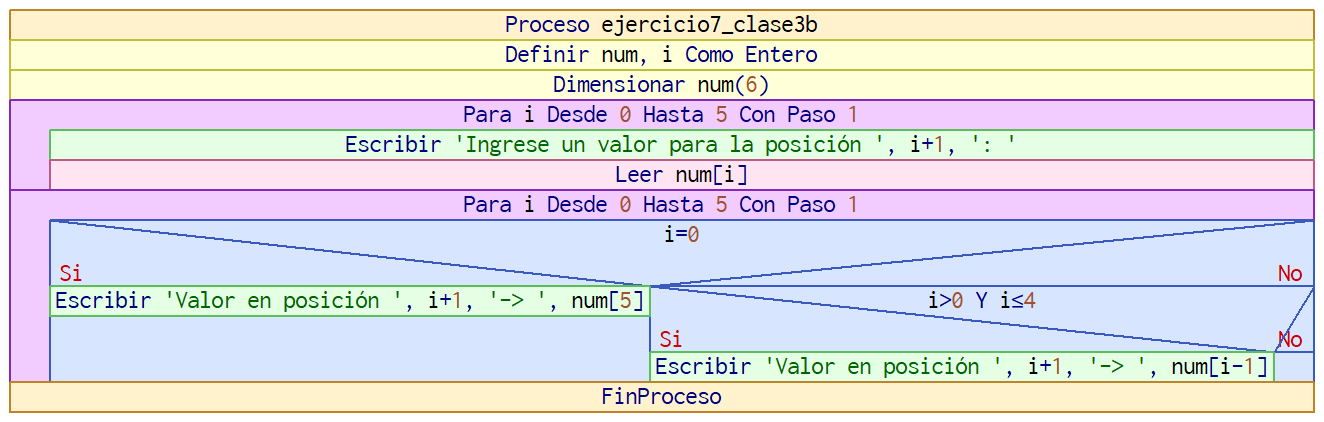 Proceso ejercicio7_clase3b
Definir num, i Como Entero
Dimensionar num(6)
Para i Desde 0 Hasta 5 Con Paso 1
Escribir 'Ingrese un valor para la posición ', i+1, ': '
Leer num[i]
Para i Desde 0 Hasta 5 Con Paso 1
i=0
Si
No
Escribir 'Valor en posición ', i+1, '-> ', num[5]
i>0 Y i≤4
Si
No
Escribir 'Valor en posición ', i+1, '-> ', num[i-1]
FinProceso